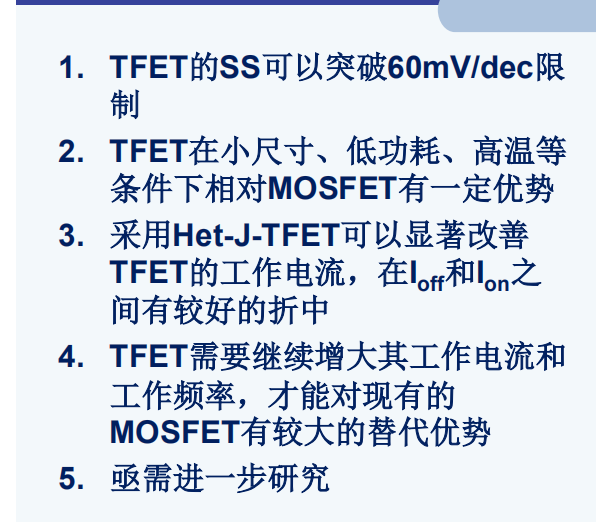 1. TFET的SS可以突破60mV/dec限
制
2. TFET在小尺寸、低功耗、高温等
条件下相对MOSFET有一定优势
3. 采用Het-J-TFET可以显著改善
TFET的工作电流，在Ioff和Ion之
间有较好的折中
4. TFET需要继续增大其工作电流和
工作频率，才能对现有的
MOSFET有较大的替代优势
5. 亟需进一步研究